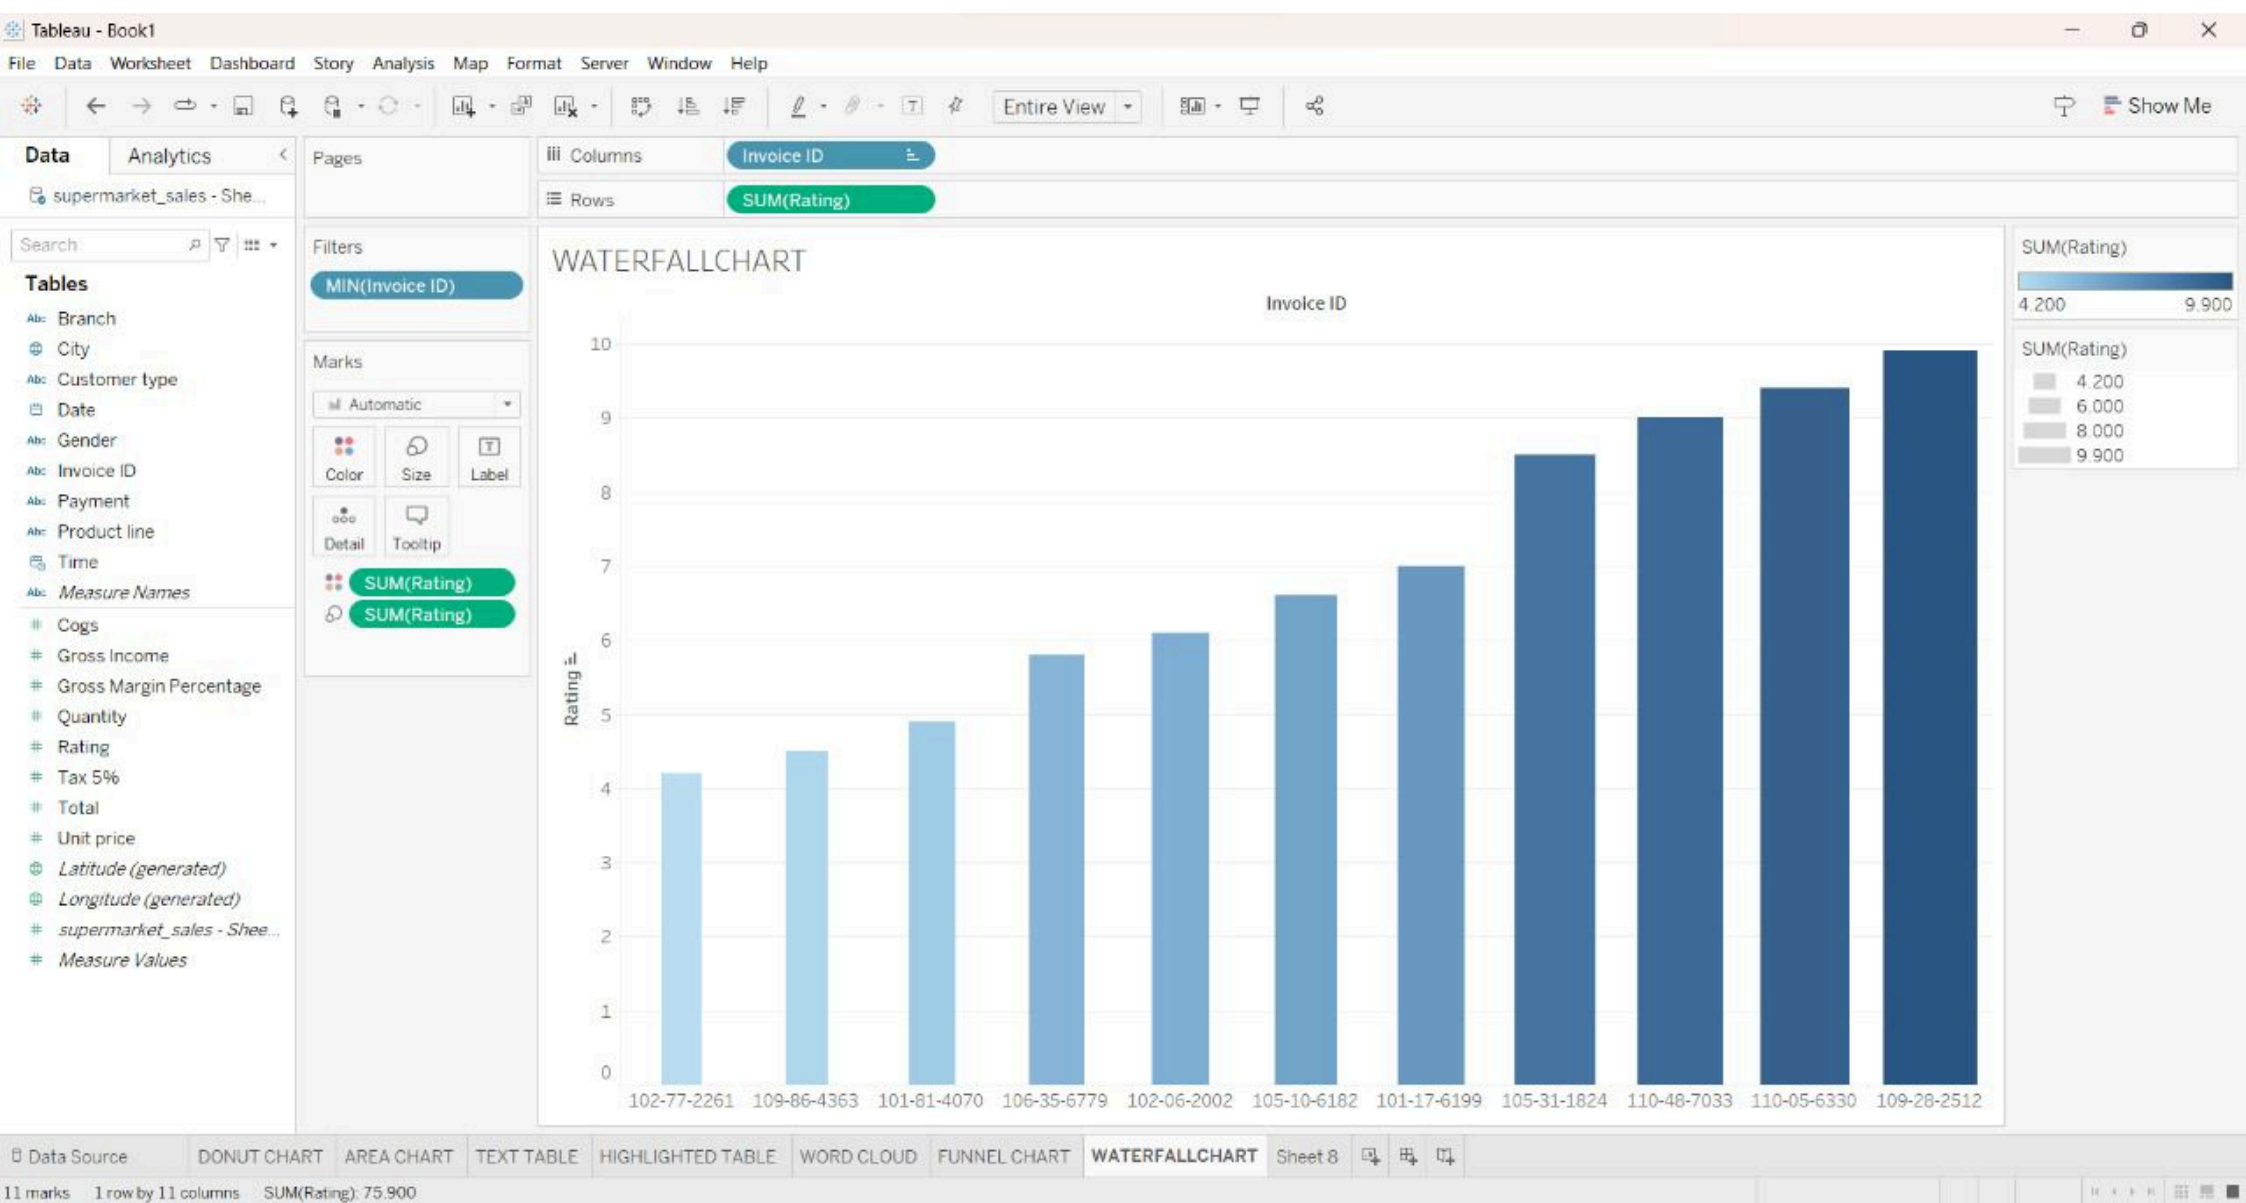 Tableau - Book1
File Data Worksheet Dashboard Story Analysis Map Format Server Window Help
Entire View
Show Me
Data Analytics
supermarket_sales - She...
Search
Tables
Abc Branch
City
Abc Customer type
Date
Abc Gender
Abc Invoice ID
Abc Payment
Abc Product line
Time
Abc Measure Names
# Cogs
# Gross Income
# Gross Margin Percentage
# Quantity
# Rating
# Tax 5%
# Total
# Unit price
Latitude (generated)
Longitude (generated)
# supermarket_sales - Shee...
# Measure Values
Pages
Filters
MIN(Invoice ID)
Marks
Automatic
Color Size Label
Detail Tooltip
SUM(Rating)
SUM(Rating)
iii Columns Invoice ID
Rows SUM(Rating)
WATERFALLCHART
Invoice ID
10
9
8
7
6
5
4
3
2
1
0
Rating
102-77-2261 109-86-4363 101-81-4070 106-35-6779 102-06-2002 105-10-6182 101-17-6199 105-31-1824 110-48-7033 110-05-6330 109-28-2512
SUM(Rating)
4.200 9.900
SUM(Rating)
4.200
6.000
8.000
9.900
Data Source DONUT CHART AREA CHART TEXT TABLE HIGHLIGHTED TABLE WORD CLOUD FUNNEL CHART WATERFALLCHART Sheet 8
11 marks 1 row by 11 columns SUM(Rating): 75.900